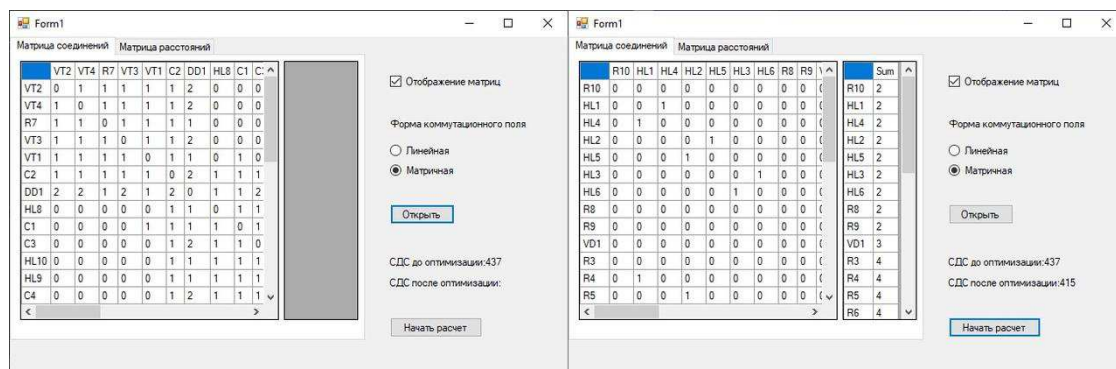 Form1
Матрица соединений Матрица расстояний
VT2 VT4 R7 VT3 VT1 C2 DD1 HL8 C1
VT2 0 1 1 1 1 1 2 0 0 0
VT4 1 0 1 1 1 1 2 0 0 0
R7 1 1 0 1 1 1 1 0 0 0
VT3 1 1 1 0 1 1 2 0 0 0
VT1 1 1 1 1 0 1 1 0 1 0
C2 1 1 1 1 1 0 2 1 1 1
DD1 2 2 1 2 1 2 0 1 1 2
HL8 0 0 0 0 0 1 1 0 1 1
C1 0 0 0 0 1 1 1 1 0 1
C3 0 0 0 0 0 1 2 1 1 0
HL10 0 0 0 0 0 1 1 1 1 1
HL9 0 0 0 0 0 1 1 1 1 1
C4 0 0 0 0 0 1 2 1 1 1
Отображение матриц
Форма коммутационного поля
Линейная
Матричная
Открыть
СДС до оптимизации:437
СДС после оптимизации:
Начать расчет
Form1
Матрица соединений Матрица расстояний
R10 HL1 HL4 HL2 HL5 HL3 HL6 R8 R9
R10 0 0 0 0 0 0 0 0 0
HL1 0 0 1 0 0 0 0 0 0
HL4 0 1 0 0 0 0 0 0 0
HL2 0 0 0 0 1 0 0 0 0
HL5 0 0 0 1 0 0 0 0 0
HL3 0 0 0 0 0 0 1 0 0
HL6 0 0 0 0 0 1 0 0 0
R8 0 0 0 0 0 0 0 0 0
R9 0 0 0 0 0 0 0 0 0
VD1 0 0 0 0 0 0 0 0 0
R3 0 0 0 0 0 0 0 0 0
R4 0 1 0 0 0 0 0 0 0
R5 0 0 0 1 0 0 0 0 0
Sum
R10 2
HL1 2
HL4 2
HL2 2
HL5 2
HL3 2
HL6 2
R8 2
R9 2
VD1 3
R3 4
R4 4
R5 4
R6 4
Отображение матриц
Форма коммутационного поля
Линейная
Матричная
Открыть
СДС до оптимизации:437
СДС после оптимизации:415
Начать расчет